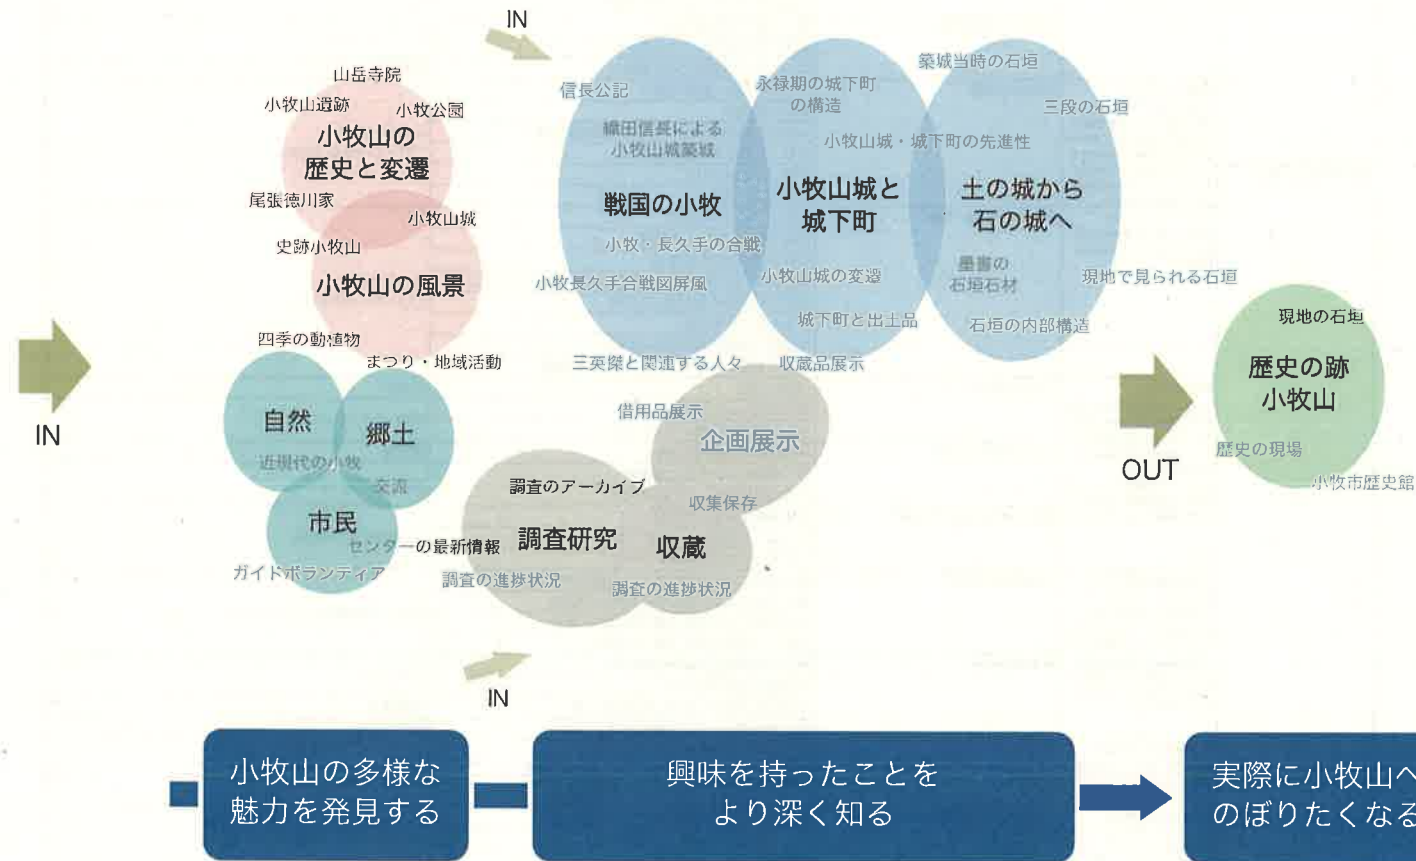 IN
山岳寺院
小牧山遺跡
小牧公園
小牧山の
歴史と変遷
尾張徳川家
小牧山城
史跡小牧山
小牧山の風景
四季の動植物
まつり・地域活動
IN
自然
郷土
近現代の小牧
交流
市民
センターの最新情報
ガイドボランティア
IN
信長公記
織田信長による
小牧山城築城
戦国の小牧
小牧・長久手の合戦
小牧長久手合戦図屏風
三英傑と関連する人々
永禄期の城下町
の構造
小牧山城・城下町の先進性
小牧山城と
城下町
小牧山城の変遷
城下町と出土品
収蔵品展示
築城当時の石垣
三段の石垣
土の城から
石の城へ
墨書の
石垣石材
現地で見られる石垣
石垣の内部構造
借用品展示
企画展示
収集保存
調査のアーカイブ
調査研究
収蔵
調査の進捗状況
調査の進捗状況
OUT
現地の石垣
歴史の跡
小牧山
歴史の現場
小牧市歴史館
小牧山の多様な
魅力を発見する
興味を持ったことを
より深く知る
実際に小牧山へ
のぼりたくなる